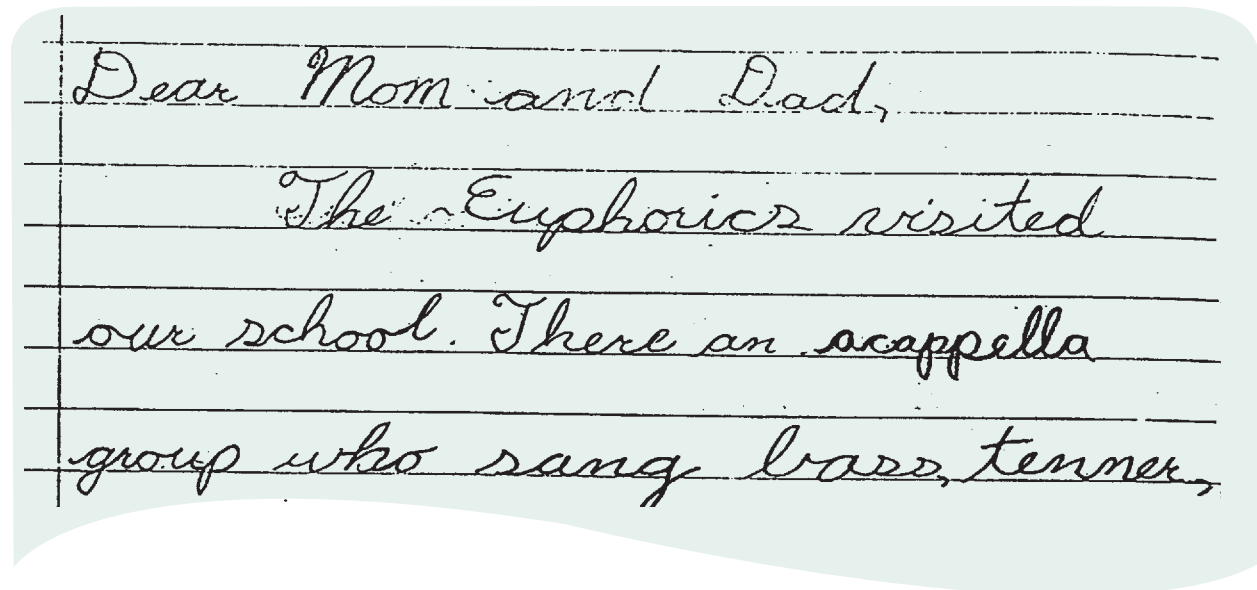 Dear Mom and Dad,
The Euphorics visited
our school. There an acappella
group who sang bass, tenner,